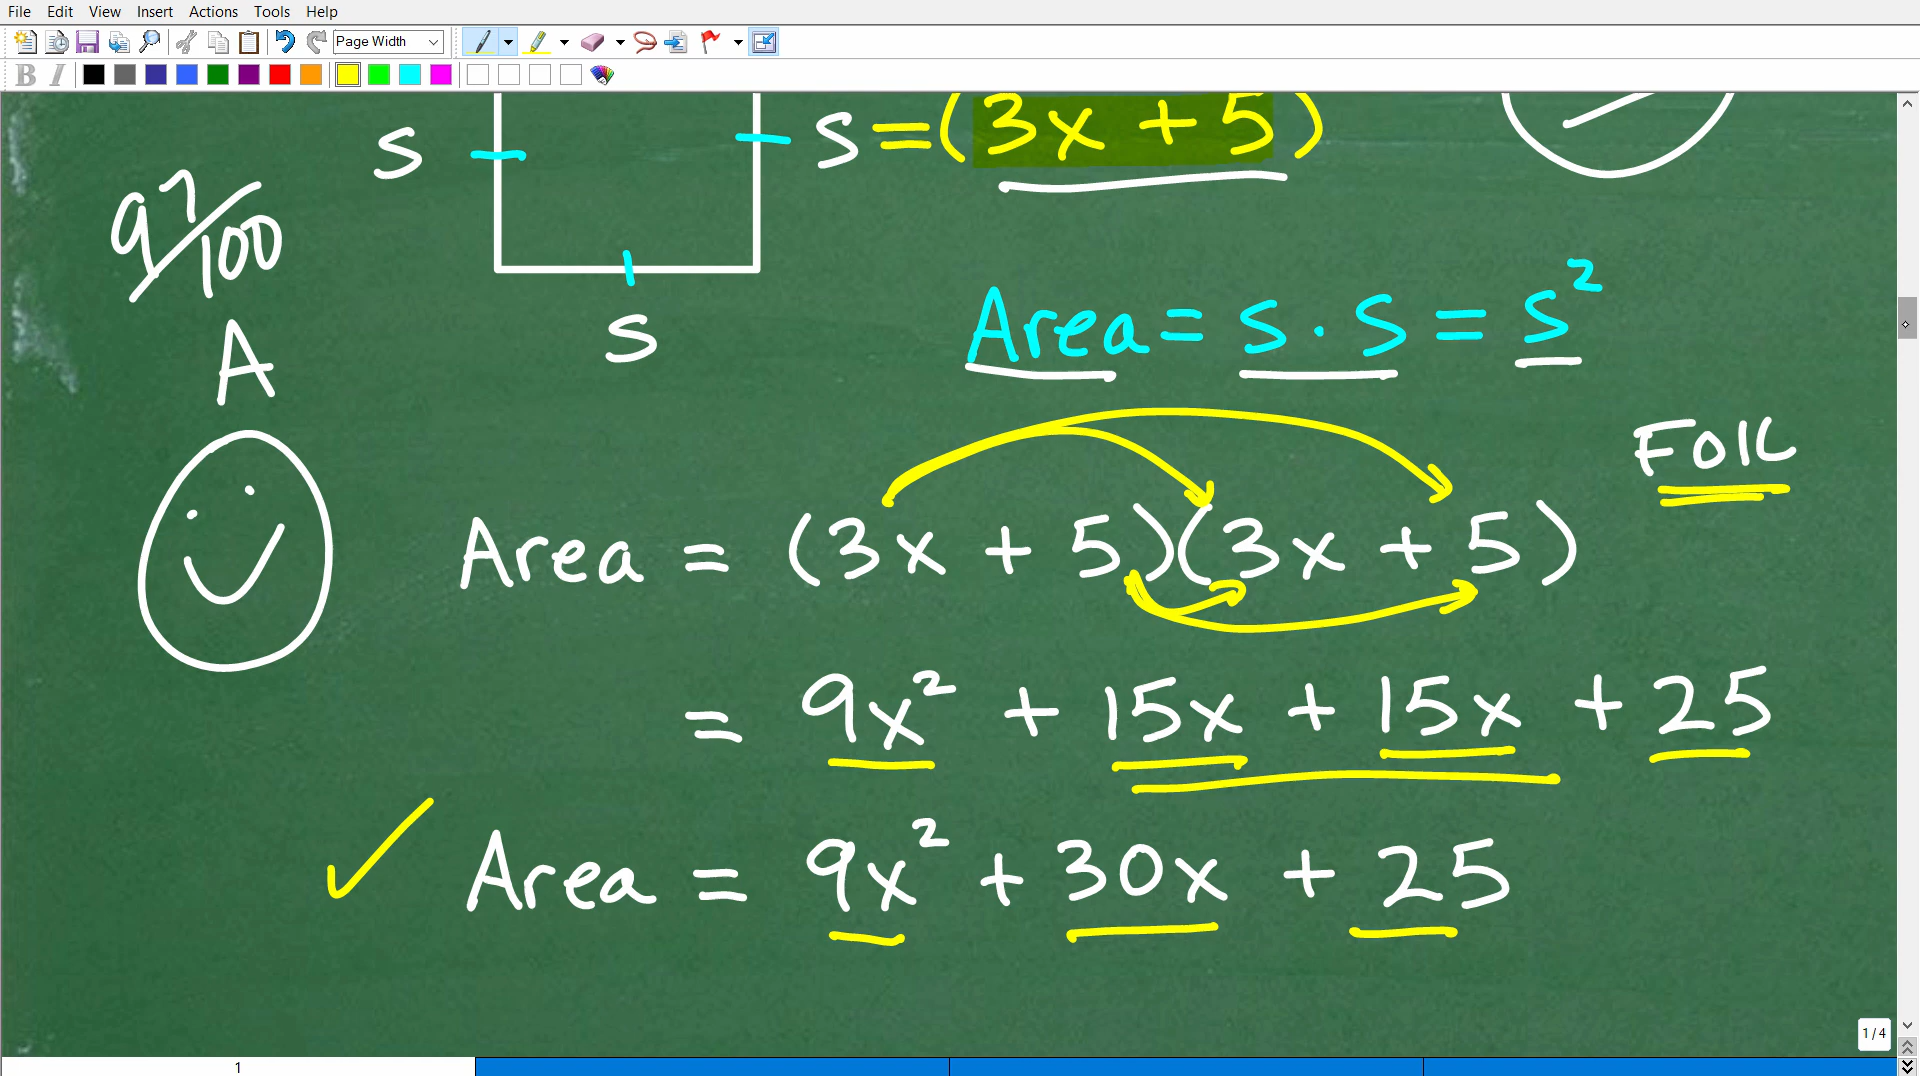 File Edit View Insert Actions Tools Help
Page Width
B I
s s = (3x + 5)
97/100
s
A
Area = s · s = s²
FOIL
Area = (3x + 5)(3x + 5)
= 9x² + 15x + 15x + 25
Area = 9x² + 30x + 25
1 / 4
1